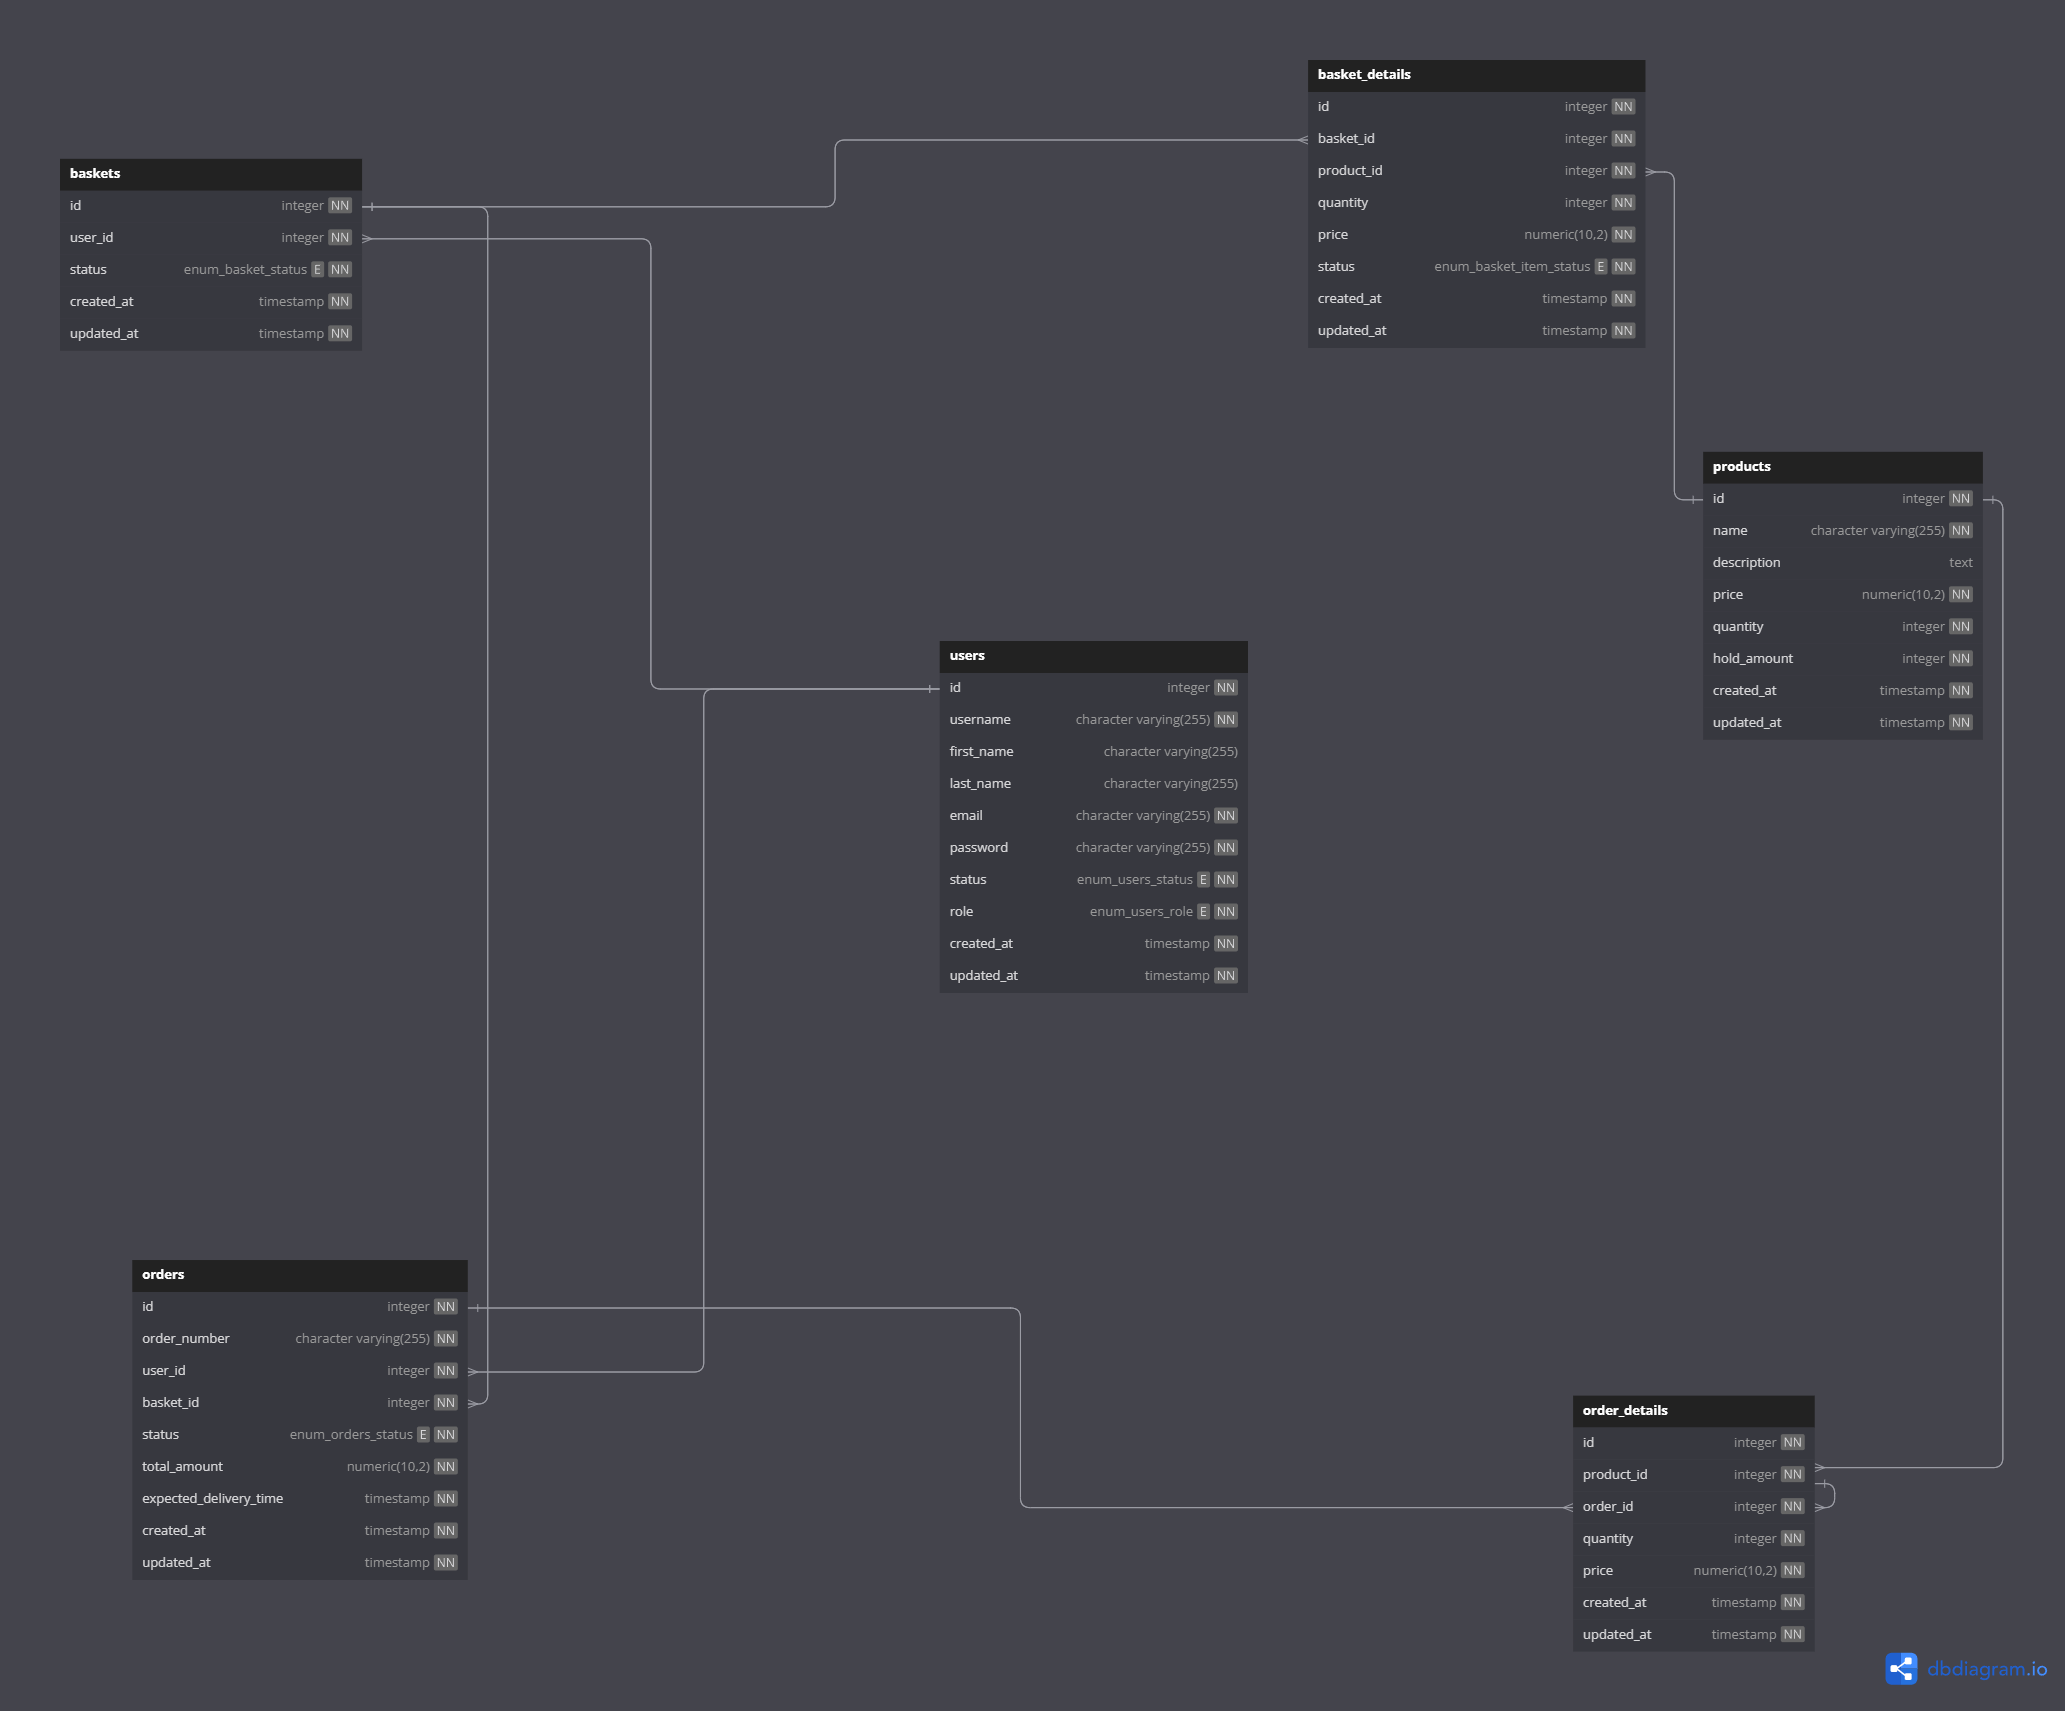 basket_details
id integer NN
basket_id integer NN
product_id integer NN
quantity integer NN
price numeric(10,2) NN
status enum_basket_item_status E NN
created_at timestamp NN
updated_at timestamp NN
baskets
id integer NN
user_id integer NN
status enum_basket_status E NN
created_at timestamp NN
updated_at timestamp NN
products
id integer NN
name character varying(255) NN
description text
price numeric(10,2) NN
quantity integer NN
hold_amount integer NN
created_at timestamp NN
updated_at timestamp NN
users
id integer NN
username character varying(255) NN
first_name character varying(255)
last_name character varying(255)
email character varying(255) NN
password character varying(255) NN
status enum_users_status E NN
role enum_users_role E NN
created_at timestamp NN
updated_at timestamp NN
orders
id integer NN
order_number character varying(255) NN
user_id integer NN
basket_id integer NN
status enum_orders_status E NN
total_amount numeric(10,2) NN
expected_delivery_time timestamp NN
created_at timestamp NN
updated_at timestamp NN
order_details
id integer NN
product_id integer NN
order_id integer NN
quantity integer NN
price numeric(10,2) NN
created_at timestamp NN
updated_at timestamp NN
dbdiagram.io